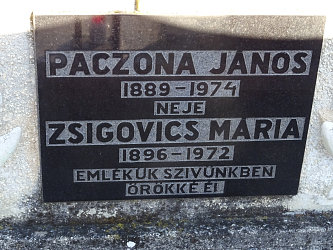 PACZONA JÁNOS
1889-1974
NEJE
ZSIGOVICS MÁRIA
1896-1972
EMLÉKÜK SZIVÜNKBEN
ÖRÖKKÉ ÉL